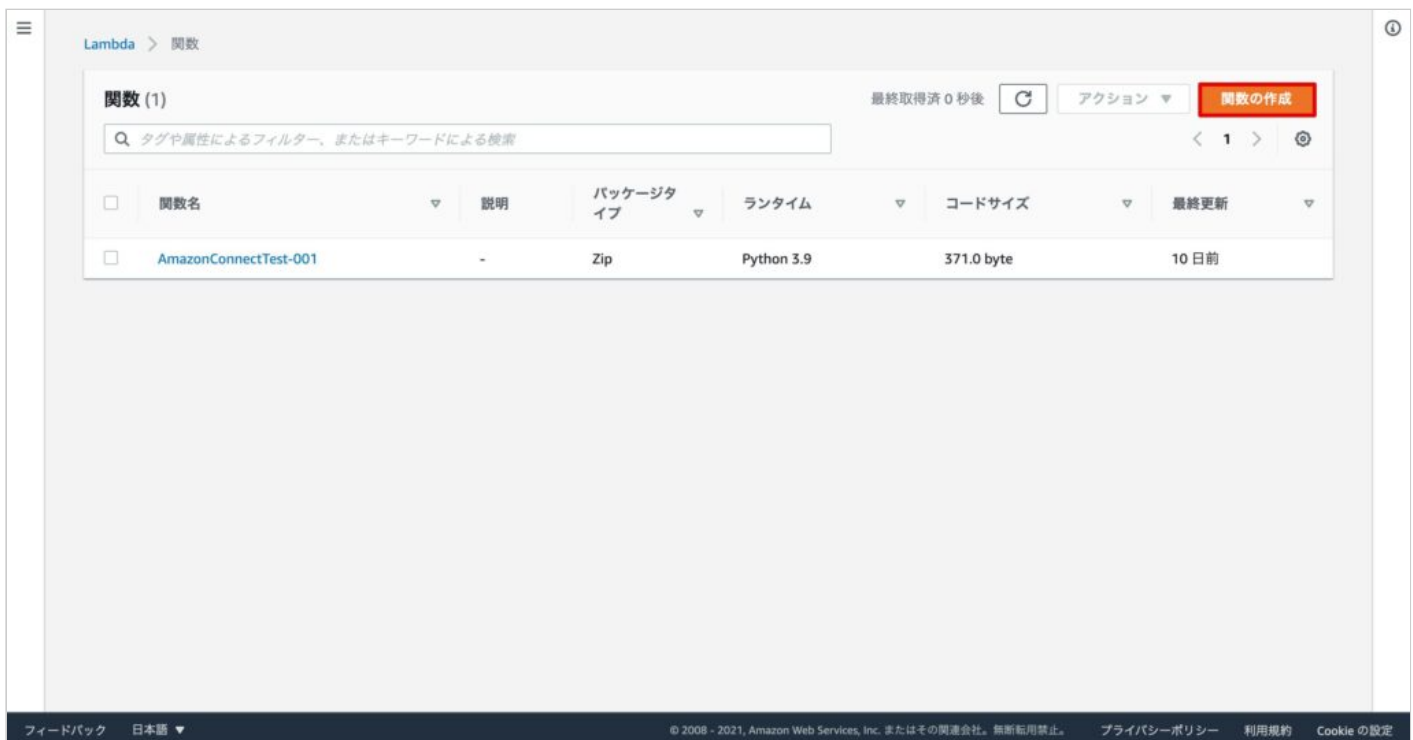 Lambda > 関数
関数 (1)
最終取得済 0 秒後
アクション ▼
関数の作成
タグや属性によるフィルター、またはキーワードによる検索
< 1 >
関数名
説明
パッケージタ
イプ
ランタイム
コードサイズ
最終更新
AmazonConnectTest-001
-
Zip
Python 3.9
371.0 byte
10 日前
フィードバック
日本語 ▼
© 2008 - 2021, Amazon Web Services, Inc. またはその関連会社。無断転用禁止。
プライバシーポリシー
利用規約
Cookie の設定